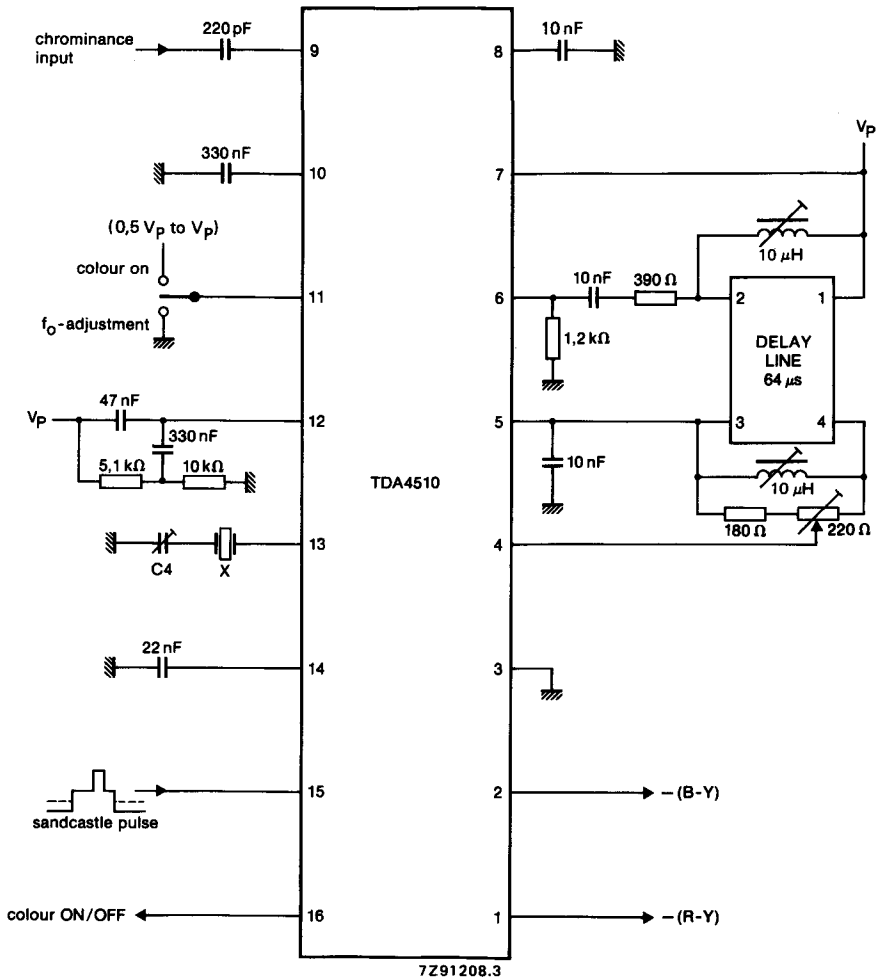 220 pF
10 nF
chrominance
input
9
8
330 nF
10
7
V_P
(0,5 V_P to V_P)
colour on
11
f_o-adjustment
10 µH
6
10 nF
390 Ω
1,2 kΩ
2
1
DELAY
LINE
64 µs
3
4
47 nF
V_P
12
5
330 nF
5,1 kΩ
10 kΩ
10 nF
10 µH
180 Ω
220 Ω
TDA4510
13
4
C4
X
22 nF
14
3
15
2
−(B-Y)
sandcastle pulse
colour ON/OFF
16
1
−(R-Y)
7Z91208.3